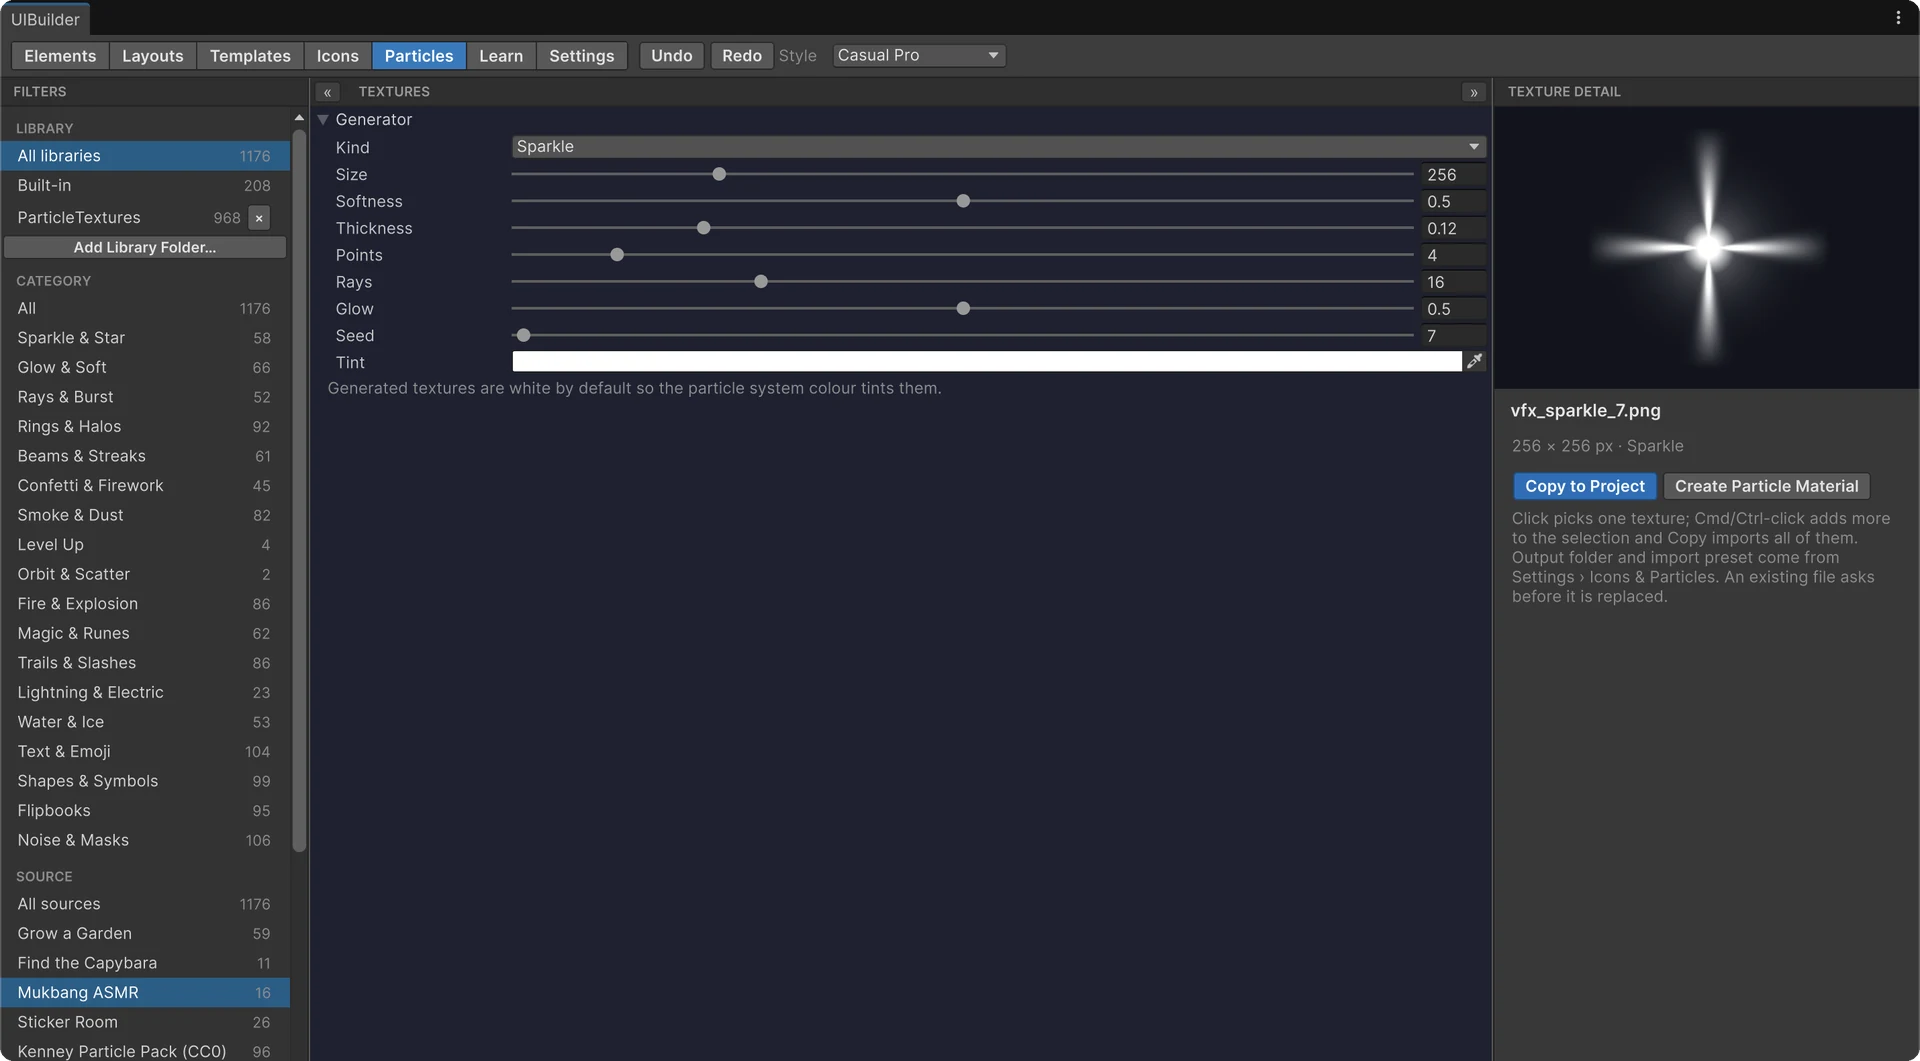 UIBuilder
Elements Layouts Templates Icons Particles Learn Settings Undo Redo Style Casual Pro
FILTERS
LIBRARY
All libraries 1176
Built-in 208
ParticleTextures 968 ×
Add Library Folder...
CATEGORY
All 1176
Sparkle & Star 58
Glow & Soft 66
Rays & Burst 52
Rings & Halos 92
Beams & Streaks 61
Confetti & Firework 45
Smoke & Dust 82
Level Up 4
Orbit & Scatter 2
Fire & Explosion 86
Magic & Runes 62
Trails & Slashes 86
Lightning & Electric 23
Water & Ice 53
Text & Emoji 104
Shapes & Symbols 99
Flipbooks 95
Noise & Masks 106
SOURCE
All sources 1176
Grow a Garden 59
Find the Capybara 11
Mukbang ASMR 16
Sticker Room 26
Kenney Particle Pack (CC0) 96
« TEXTURES »
Generator
Kind Sparkle
Size 256
Softness 0.5
Thickness 0.12
Points 4
Rays 16
Glow 0.5
Seed 7
Tint
Generated textures are white by default so the particle system colour tints them.
TEXTURE DETAIL
vfx_sparkle_7.png
256 × 256 px · Sparkle
Copy to Project Create Particle Material
Click picks one texture; Cmd/Ctrl-click adds more
to the selection and Copy imports all of them.
Output folder and import preset come from
Settings › Icons & Particles. An existing file asks
before it is replaced.